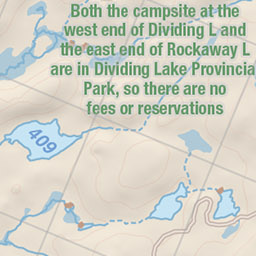 Both the campsite at the
west end of Dividing L and
the east end of Rockaway L
are in Dividing Lake Provincia
Park, so there are no
fees or reservations
409